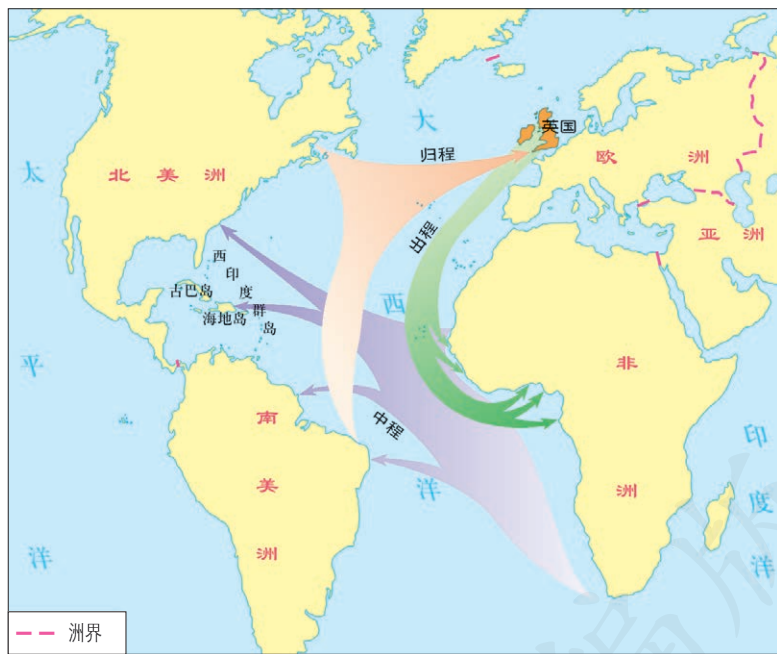 大
英国
归程
欧洲
北美洲
太
亚洲
出程
西印度群岛
古巴岛
海地岛
西
非
平
中程
南
印
美
洋
洲
度
洲
洋
洋
洲界